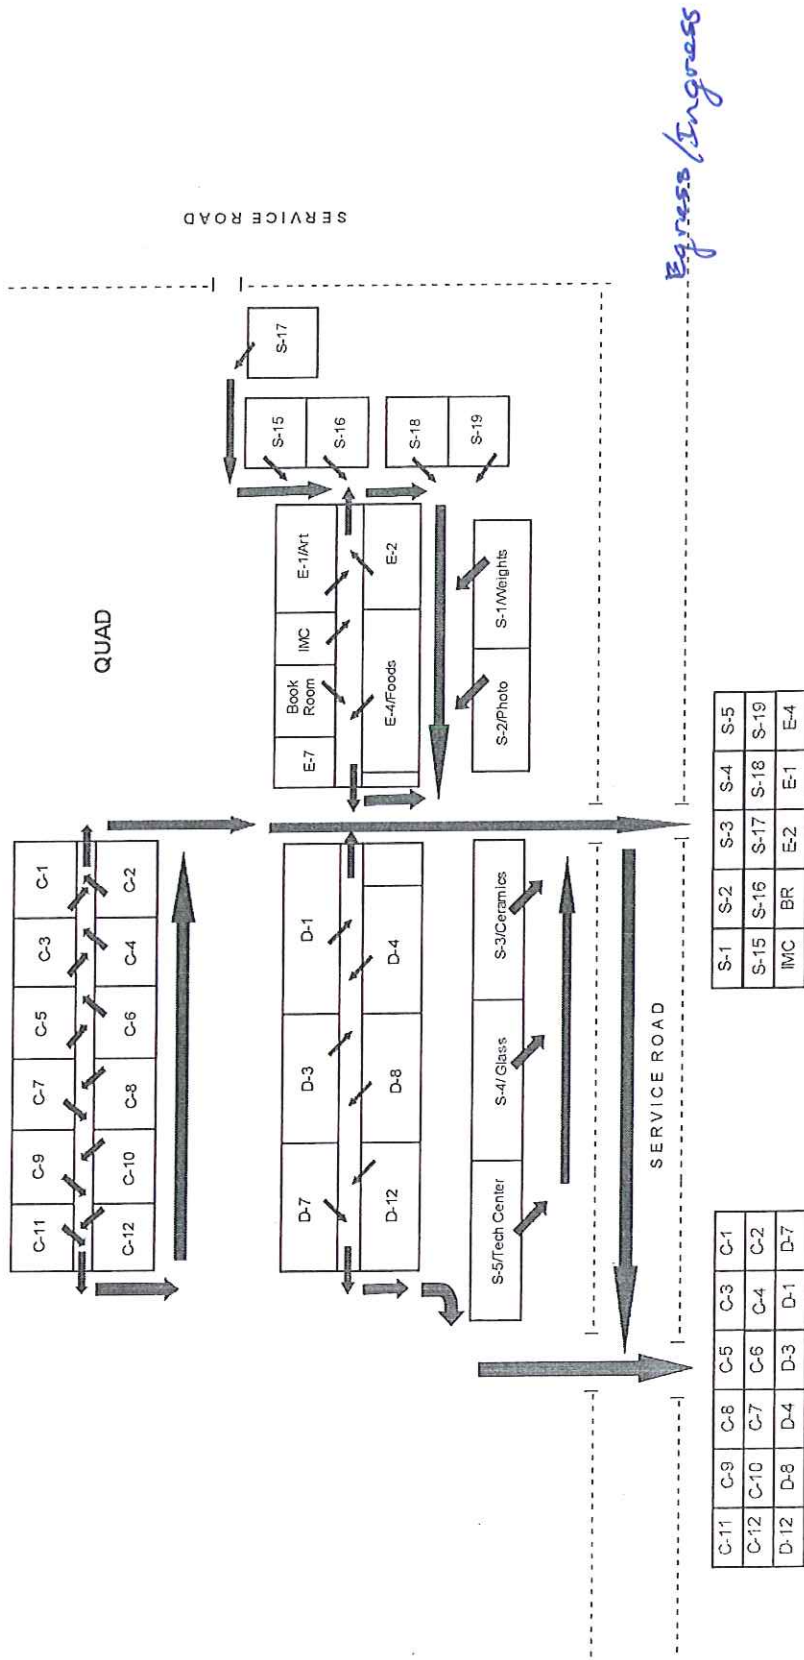 Egress/Ingress
SERVICE ROAD
QUAD
C-11 C-9 C-7 C-5 C-3 C-1
C-12 C-10 C-8 C-6 C-4 C-2
S-17
S-15
S-16
S-18
S-19
E-7 Book Room IMC E-1/Art
E-4/Foods E-2
D-7 D-3 D-1
D-12 D-8 D-4
S-2/Photo S-1/Weights
S-5/Tech Center S-4/Glass S-3/Ceramics
SERVICE ROAD
C-11 C-9 C-8 C-5 C-3 C-1
C-12 C-10 C-7 C-6 C-4 C-2
D-12 D-8 D-4 D-3 D-1 D-7
S-1 S-2 S-3 S-4 S-5
S-15 S-16 S-17 S-18 S-19
IMC BR E-2 E-1 E-4